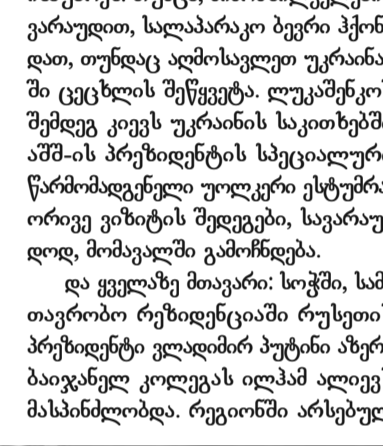 ვარაუდით, სალაპარაკო ბევრი ჰქონ
დათ, თუნდაც აღმოსავლეთ უკრაინა
ში ცეცხლის შეწყვეტა. ლუკაშენკო
შემდეგ კიევს უკრაინის საკითხებშ
აშშ-ის პრეზიდენტის სპეციალურ
წარმომადგენელი უოლკერი ესტუმრა
ორივე ვიზიტის შედეგები, სავარაუ
დოდ, მომავალში გამოჩნდება.
და ყველაზე მთავარი: სოჭში, სამ
თავრობო რეზიდენციაში რუსეთი
პრეზიდენტი ვლადიმირ პუტინი აზერ
ბაიჯანელ კოლეგას ილჰამ ალიევ
მასპინძლობდა. რეგიონში არსებულ